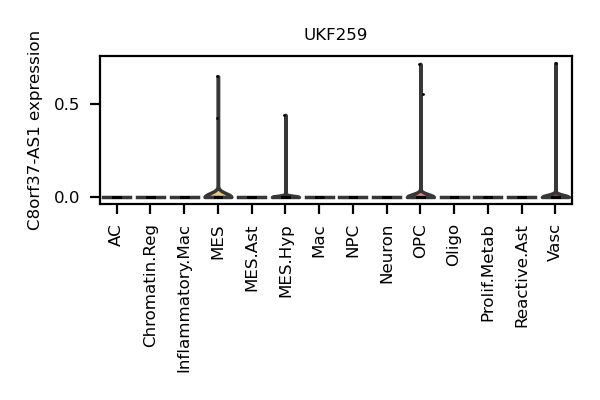 UKF259
C8orf37-AS1 expression
0.5
0.0
AC
Chromatin.Reg
Inflammatory.Mac
MES
MES.Ast
MES.Hyp
Mac
NPC
Neuron
OPC
Oligo
Prolif.Metab
Reactive.Ast
Vasc